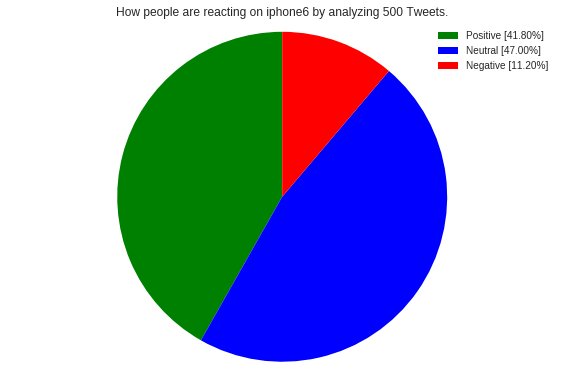 How people are reacting on iphone6 by analyzing 500 Tweets.
Positive [41.80%]
Neutral [47.00%]
Negative [11.20%]